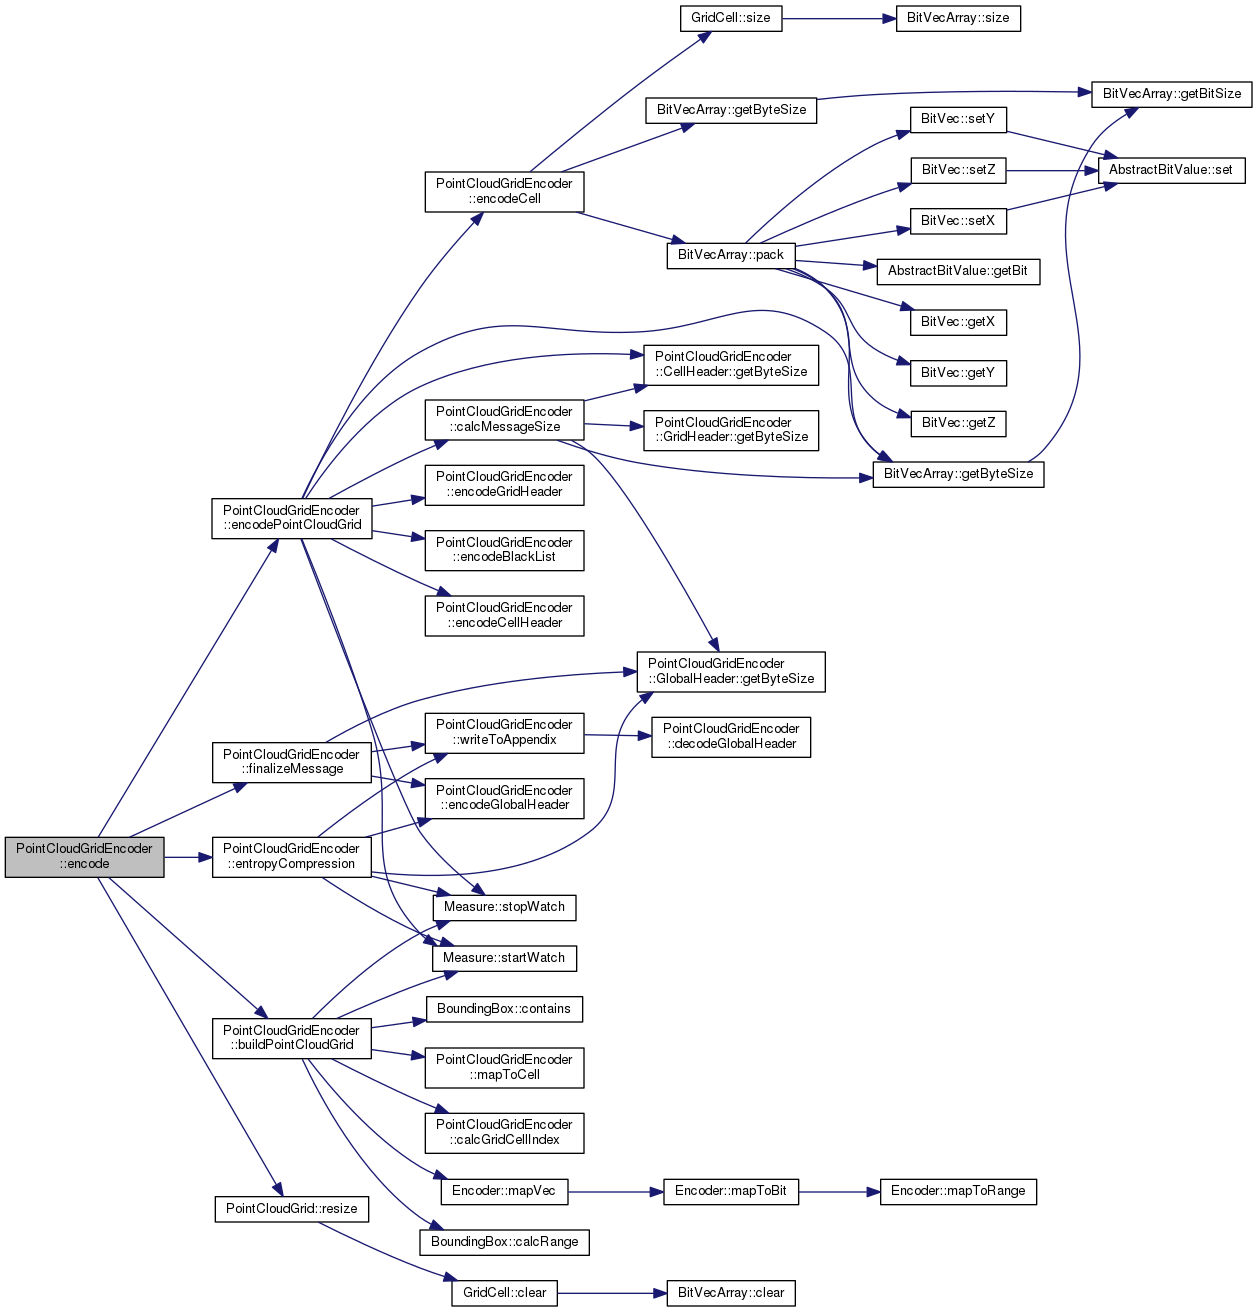 GridCell::size
BitVecArray::size
BitVecArray::getByteSize
BitVecArray::getBitSize
BitVec::setY
PointCloudGridEncoder
::encodeCell
BitVec::setZ
AbstractBitValue::set
BitVec::setX
BitVecArray::pack
AbstractBitValue::getBit
BitVec::getX
PointCloudGridEncoder
::CellHeader::getByteSize
BitVec::getY
PointCloudGridEncoder
::calcMessageSize
PointCloudGridEncoder
::GridHeader::getByteSize
BitVec::getZ
BitVecArray::getByteSize
PointCloudGridEncoder
::encodeGridHeader
PointCloudGridEncoder
::encodePointCloudGrid
PointCloudGridEncoder
::encodeBlackList
PointCloudGridEncoder
::encodeCellHeader
PointCloudGridEncoder
::GlobalHeader::getByteSize
PointCloudGridEncoder
::writeToAppendix
PointCloudGridEncoder
::decodeGlobalHeader
PointCloudGridEncoder
::finalizeMessage
PointCloudGridEncoder
::encodeGlobalHeader
PointCloudGridEncoder
::encode
PointCloudGridEncoder
::entropyCompression
Measure::stopWatch
Measure::startWatch
BoundingBox::contains
PointCloudGridEncoder
::buildPointCloudGrid
PointCloudGridEncoder
::mapToCell
PointCloudGridEncoder
::calcGridCellIndex
Encoder::mapVec
Encoder::mapToBit
Encoder::mapToRange
PointCloudGrid::resize
BoundingBox::calcRange
GridCell::clear
BitVecArray::clear